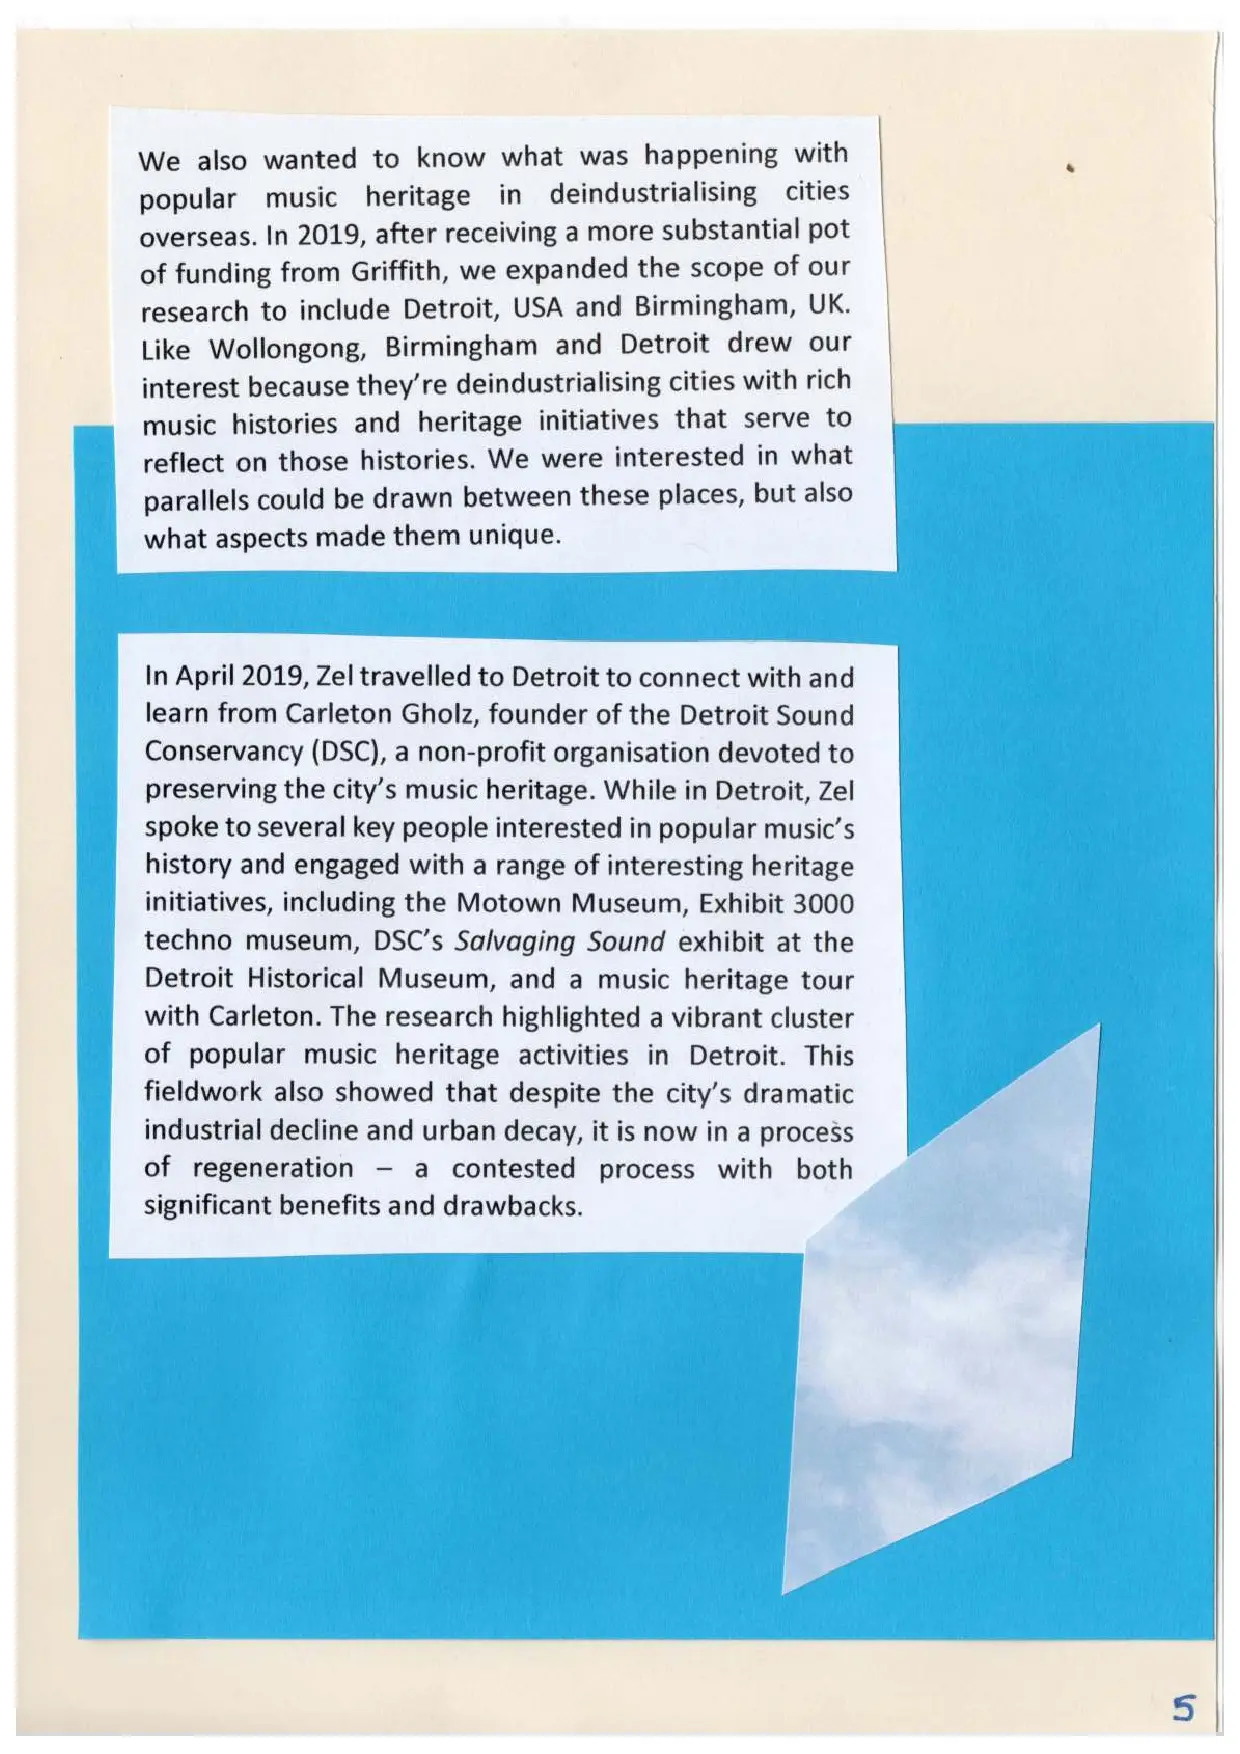 We also wanted to know what was happening with
popular music heritage in deindustrialising cities
overseas. In 2019, after receiving a more substantial pot
of funding from Griffith, we expanded the scope of our
research to include Detroit, USA and Birmingham, UK.
Like Wollongong, Birmingham and Detroit drew our
interest because they're deindustrialising cities with rich
music histories and heritage initiatives that serve to
reflect on those histories. We were interested in what
parallels could be drawn between these places, but also
what aspects made them unique.
In April 2019, Zel travelled to Detroit to connect with and
learn from Carleton Gholz, founder of the Detroit Sound
Conservancy (DSC), a non-profit organisation devoted to
preserving the city's music heritage. While in Detroit, Zel
spoke to several key people interested in popular music's
history and engaged with a range of interesting heritage
initiatives, including the Motown Museum, Exhibit 3000
techno museum, DSC's Salvaging Sound exhibit at the
Detroit Historical Museum, and a music heritage tour
with Carleton. The research highlighted a vibrant cluster
of popular music heritage activities in Detroit. This
fieldwork also showed that despite the city's dramatic
industrial decline and urban decay, it is now in a process
of regeneration – a contested process with both
significant benefits and drawbacks.
5